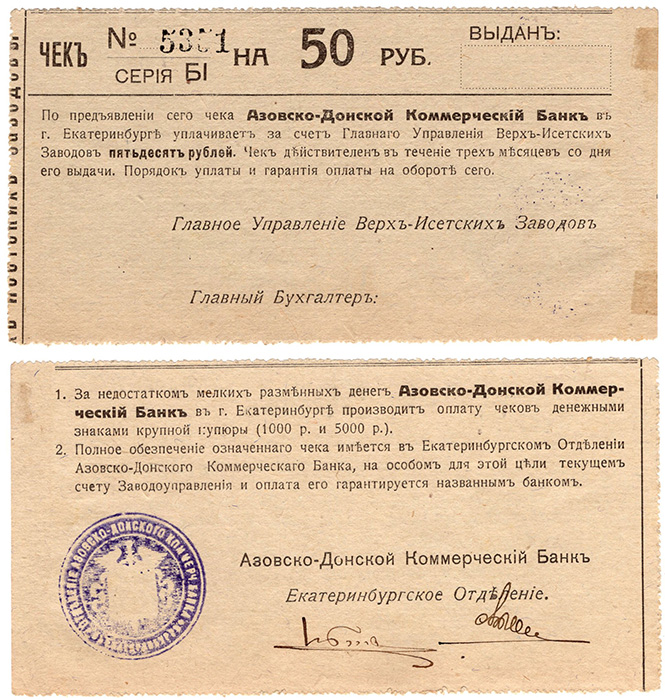 ЧЕКЪ № 5351 НА 50 РУБ. ВЫДАНЪ:
СЕРІЯ БІ
По предъявленіи сего чека Азовско-Донской Коммерческій Банкъ въ
г. Екатеринбургѣ уплачиваетъ за счетъ Главнаго Управленія Верхъ-Исетскихъ
Заводовъ пятьдесятъ рублей. Чекъ дѣйствителенъ въ теченіе трехъ мѣсяцевъ со дня
его выдачи. Порядокъ уплаты и гарантія оплаты на оборотѣ сего.
Главное Управленіе Верхъ-Исетскихъ Заводовъ
Главный Бухгалтеръ:
1. За недостаткомъ мелкихъ размѣнныхъ денегъ Азовско-Донской Коммер-
ческій Банкъ въ г. Екатеринбургѣ производитъ оплату чековъ денежными
знаками крупной купюры (1000 р. и 5000 р.).
2. Полное обезпеченіе означеннаго чека имѣется въ Екатеринбургскомъ Отдѣленіи
Азовско-Донского Коммерческаго Банка, на особомъ для этой цѣли текущемъ
счету Заводоуправленія и оплата его гарантируется названнымъ банкомъ.
АЗОВСКО-ДОНСКОГО КОММЕРЧ
Азовско-Донской Коммерческій Банкъ
Екатеринбургское Отдѣленіе.